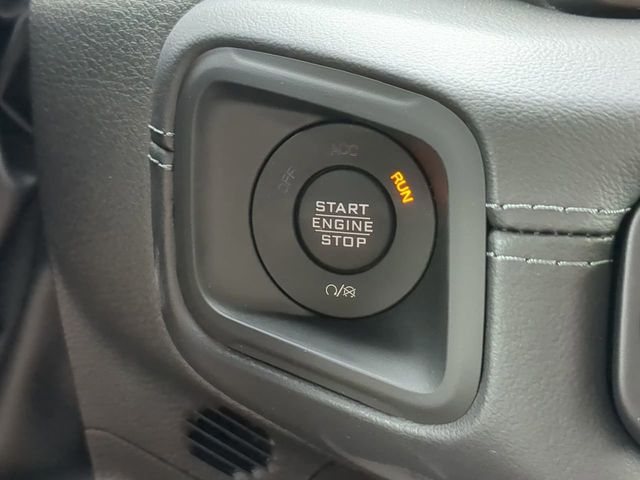 OFF
ACC
RUN
START
ENGINE
STOP